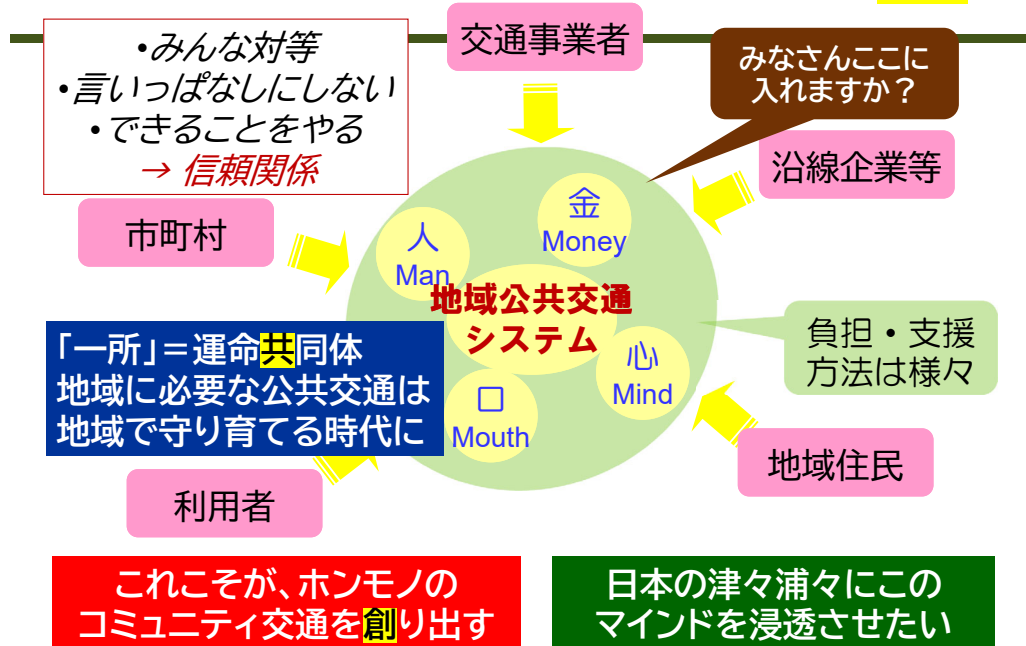 •みんな対等
•言いっぱなしにしない
•できることをやる
→ 信頼関係
交通事業者
みなさんここに
入れますか？
沿線企業等
市町村
人
Man
金
Money
地域公共交通
システム
心
Mind
口
Mouth
負担・支援
方法は様々
「一所」＝運命共同体
地域に必要な公共交通は
地域で守り育てる時代に
利用者
地域住民
これこそが、ホンモノの
コミュニティ交通を創り出す
日本の津々浦々にこの
マインドを浸透させたい